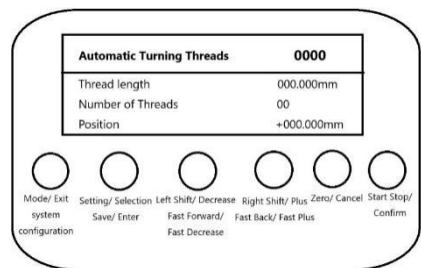 Automatic Turning Threads 0000
Thread length 000.000mm
Number of Threads 00
Position +000.000mm
Mode/ Exit
system
configuration
Setting/ Selection
Save/ Enter
Left Shift/ Decrease
Fast Forward/
Fast Decrease
Right Shift/ Plus
Fast Back/ Fast Plus
Zero/ Cancel
Start Stop/
Confirm